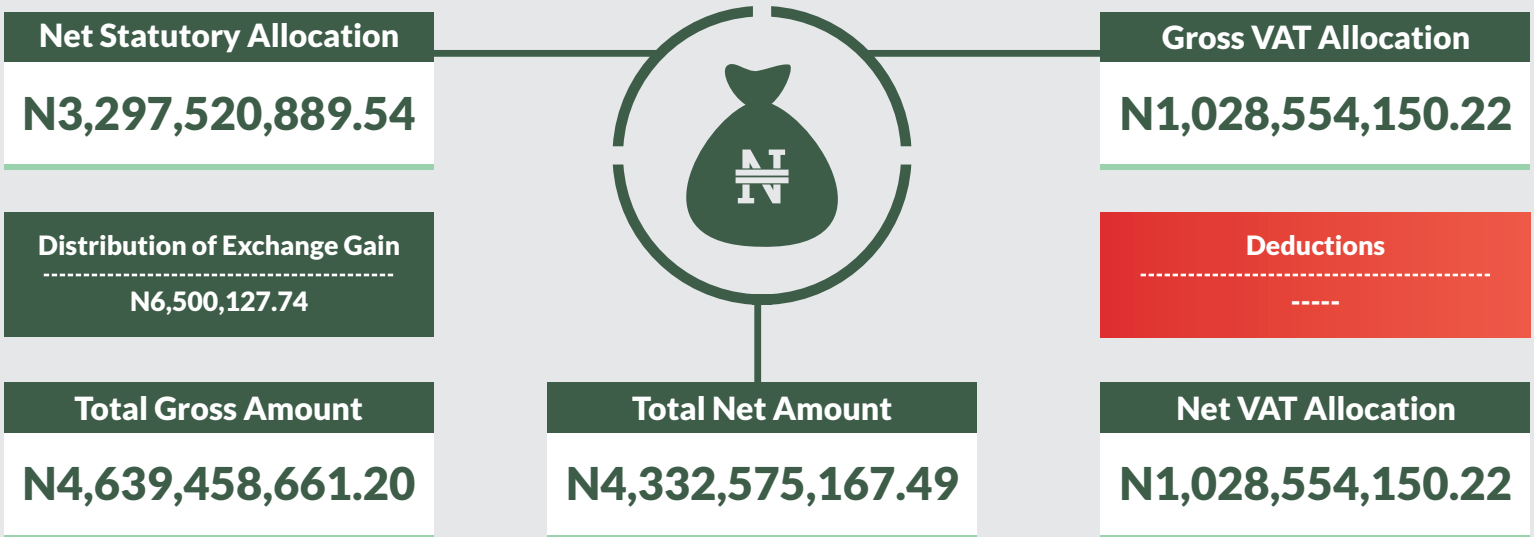 Net Statutory Allocation
N3,297,520,889.54
Gross VAT Allocation
N1,028,554,150.22
Distribution of Exchange Gain
N6,500,127.74
Deductions
-----
Total Gross Amount
N4,639,458,661.20
Total Net Amount
N4,332,575,167.49
Net VAT Allocation
N1,028,554,150.22
₦